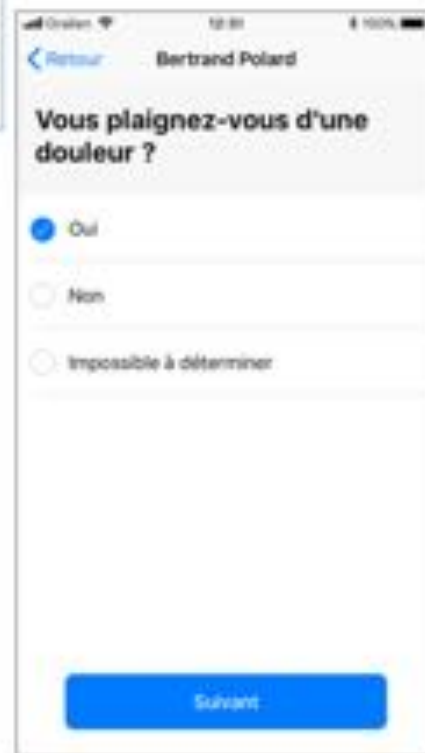 Retour Bertrand Polard
Vous plaignez-vous d'une
douleur ?
Oui
Non
Impossible à déterminer
Suivant